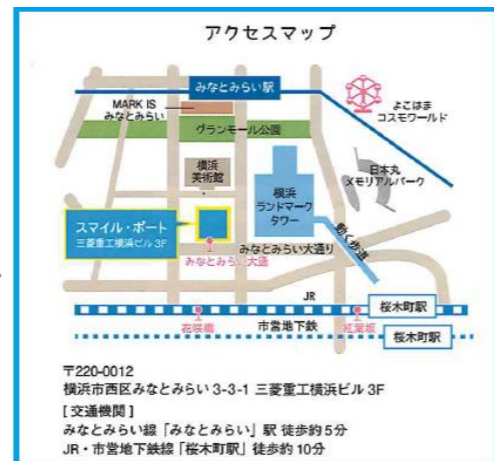 アクセスマップ
みなとみらい駅
MARK IS
みなとみらい
よこはま
コスモワールド
グランモール公園
横浜
美術館
日本丸
メモリアルパーク
横浜
ランドマーク
タワー
スマイル・ポート
三菱重工横浜ビル 3F
動く歩道
みなとみらい大通り
みなとみらい大通
JR
桜木町駅
花咲橋
市営地下鉄
紅葉坂
桜木町駅
〒220-0012
横浜市西区みなとみらい 3-3-1 三菱重工横浜ビル 3F
[ 交通機関 ]
みなとみらい線「みなとみらい」駅 徒歩約 5 分
JR・市営地下鉄線「桜木町駅」徒歩約 10 分